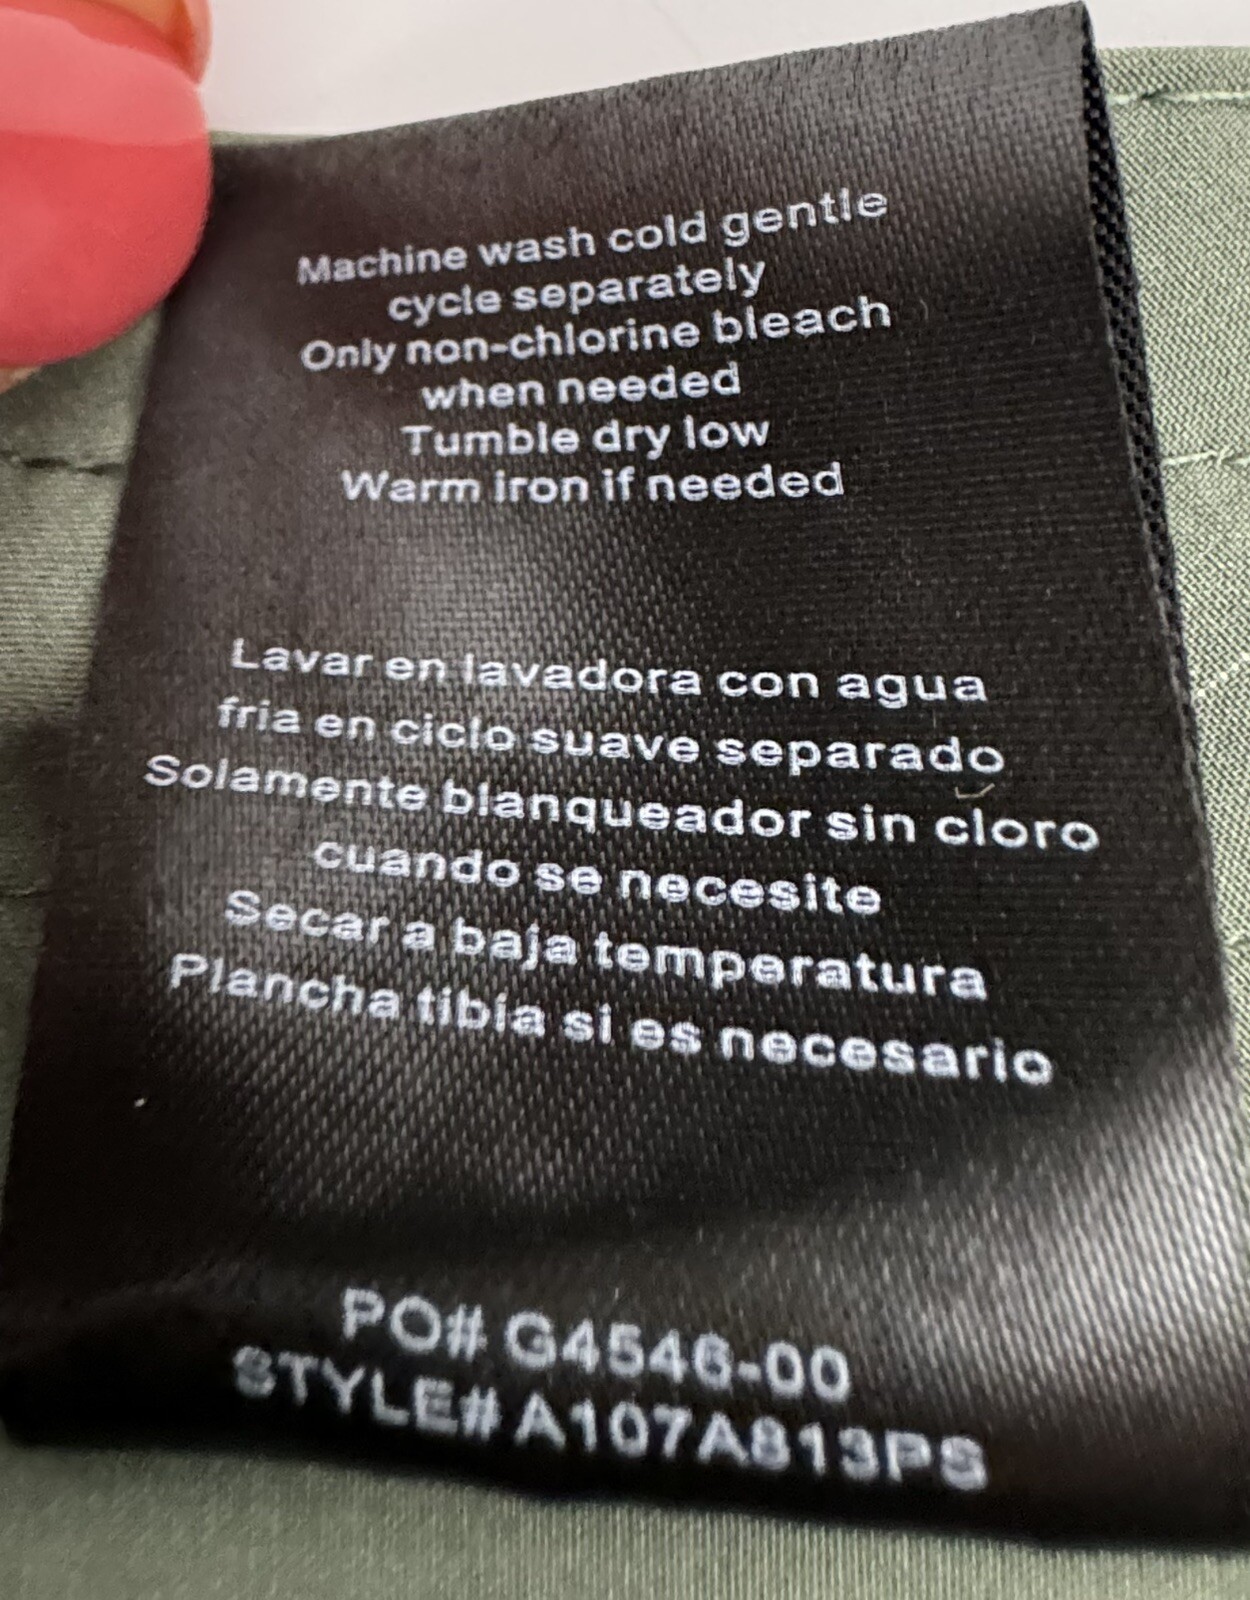 Machine wash cold gentle
cycle separately
Only non-chlorine bleach
when needed
Tumble dry low
Warm iron if needed
Lavar en lavadora con agua
fria en ciclo suave separado
Solamente blanqueador sin cloro
cuando se necesite
Secar a baja temperatura
Plancha tibia si es necesario
PO# G4546-00
STYLE# A107A813PS